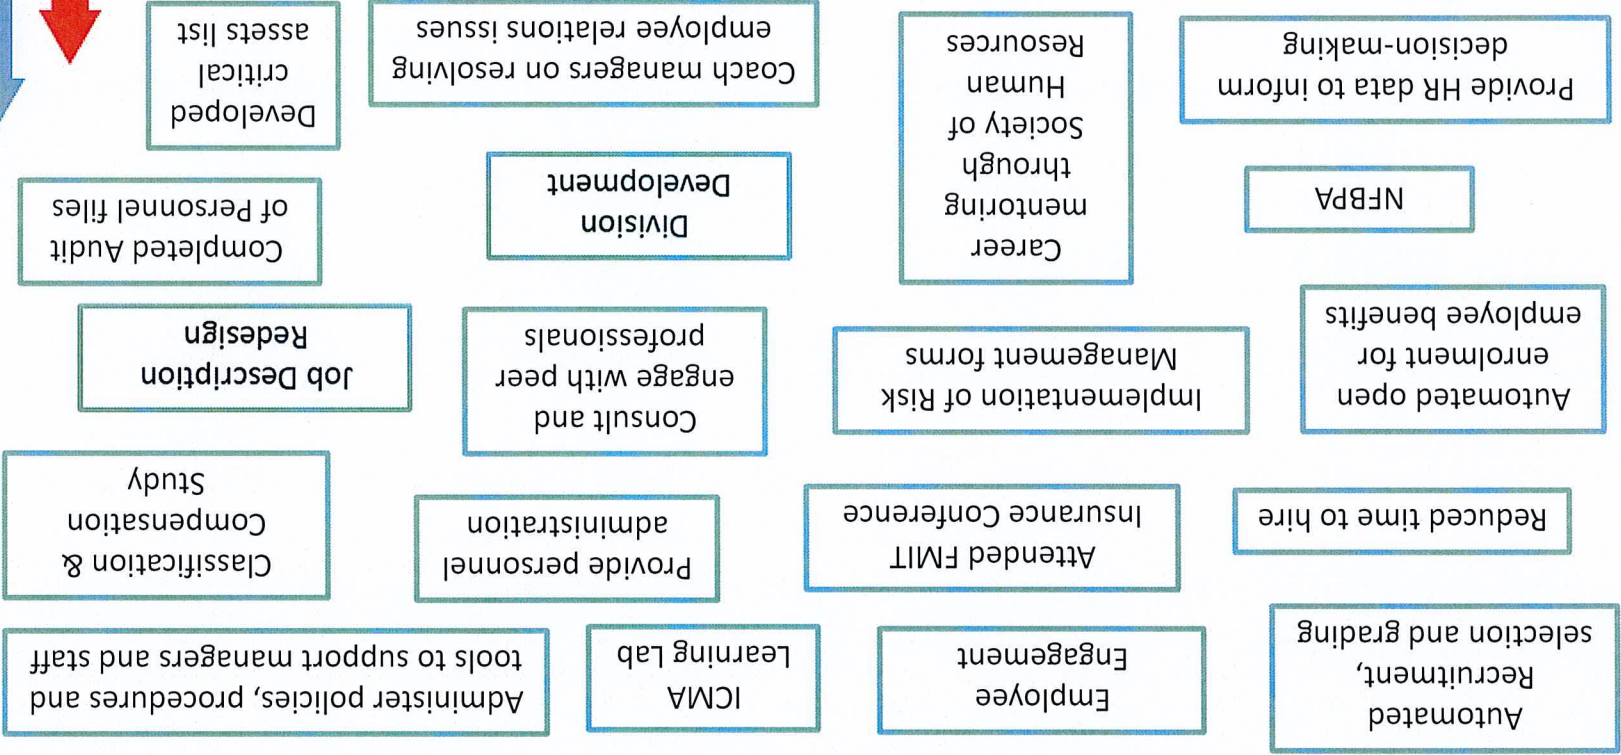 Automated
Recruitment,
selection and grading
Employee
Engagement
ICMA
Learning Lab
Administer policies, procedures and
tools to support managers and staff
Reduced time to hire
Attended FMIT
Insurance Conference
Provide personnel
administration
Classification &
Compensation
Study
Automated open
enrolment for
employee benefits
Implementation of Risk
Management forms
Consult and
engage with peer
professionals
Job Description
Redesign
NFBPA
Career
mentoring
through
Society of
Human
Resources
Division
Development
Completed Audit
of Personnel files
Provide HR data to inform
decision-making
Coach managers on resolving
employee relations issues
Developed
critical
assets list